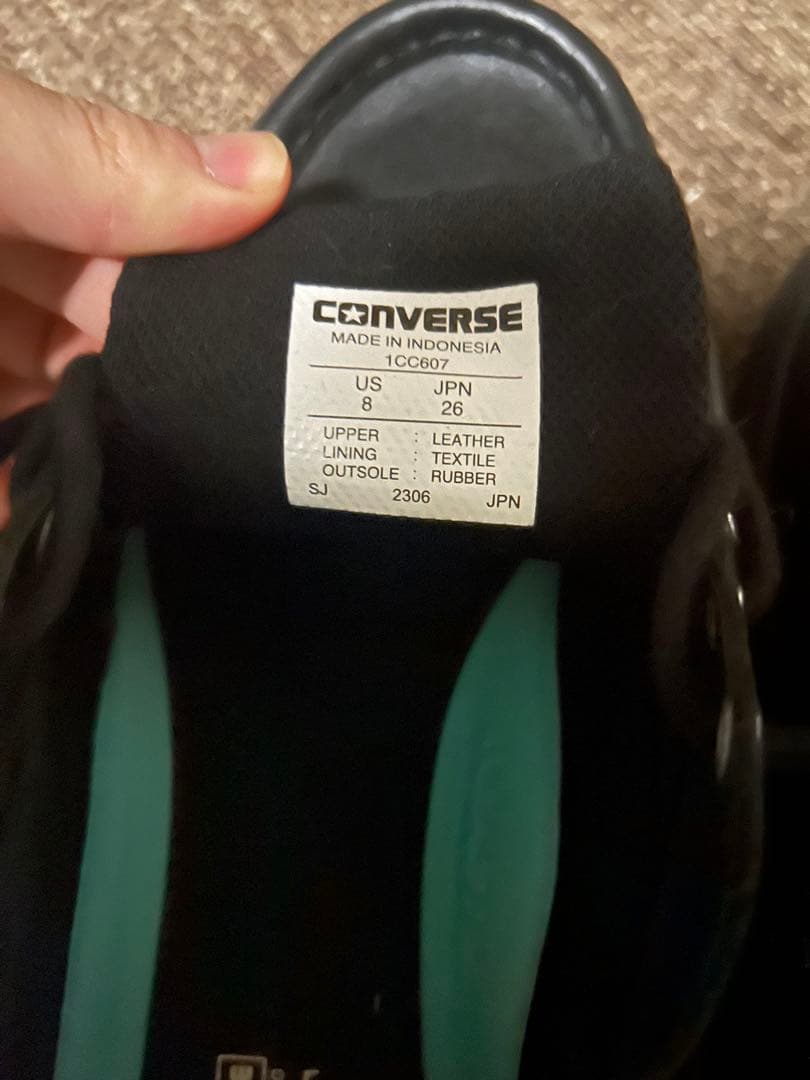 CONVERSE
MADE IN INDONESIA
1CC607
US JPN
8 26
UPPER : LEATHER
LINING : TEXTILE
OUTSOLE : RUBBER
SJ 2306 JPN